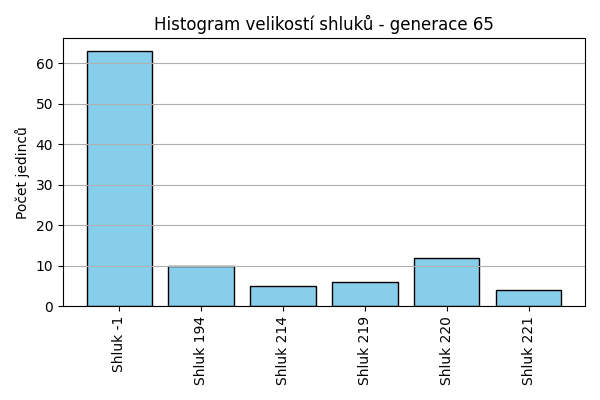 Histogram velikostí shluků - generace 65
Počet jedinců
60
50
40
30
20
10
0
Shluk -1
Shluk 194
Shluk 214
Shluk 219
Shluk 220
Shluk 221